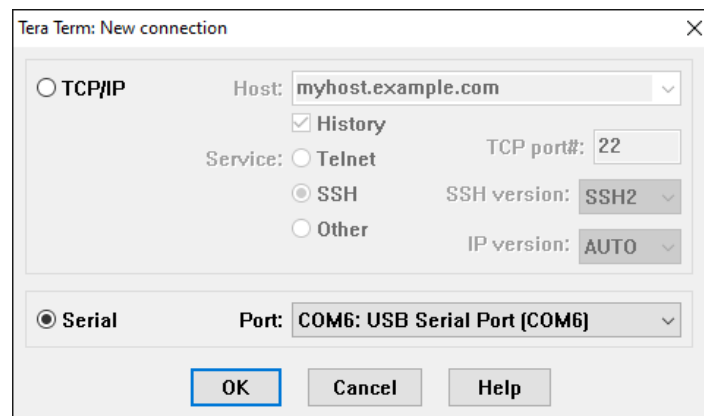 Tera Term: New connection
TCP/IP
Host: myhost.example.com
History
Service: Telnet
TCP port#: 22
SSH
SSH version: SSH2
Other
IP version: AUTO
Serial
Port: COM6: USB Serial Port (COM6)
OK
Cancel
Help